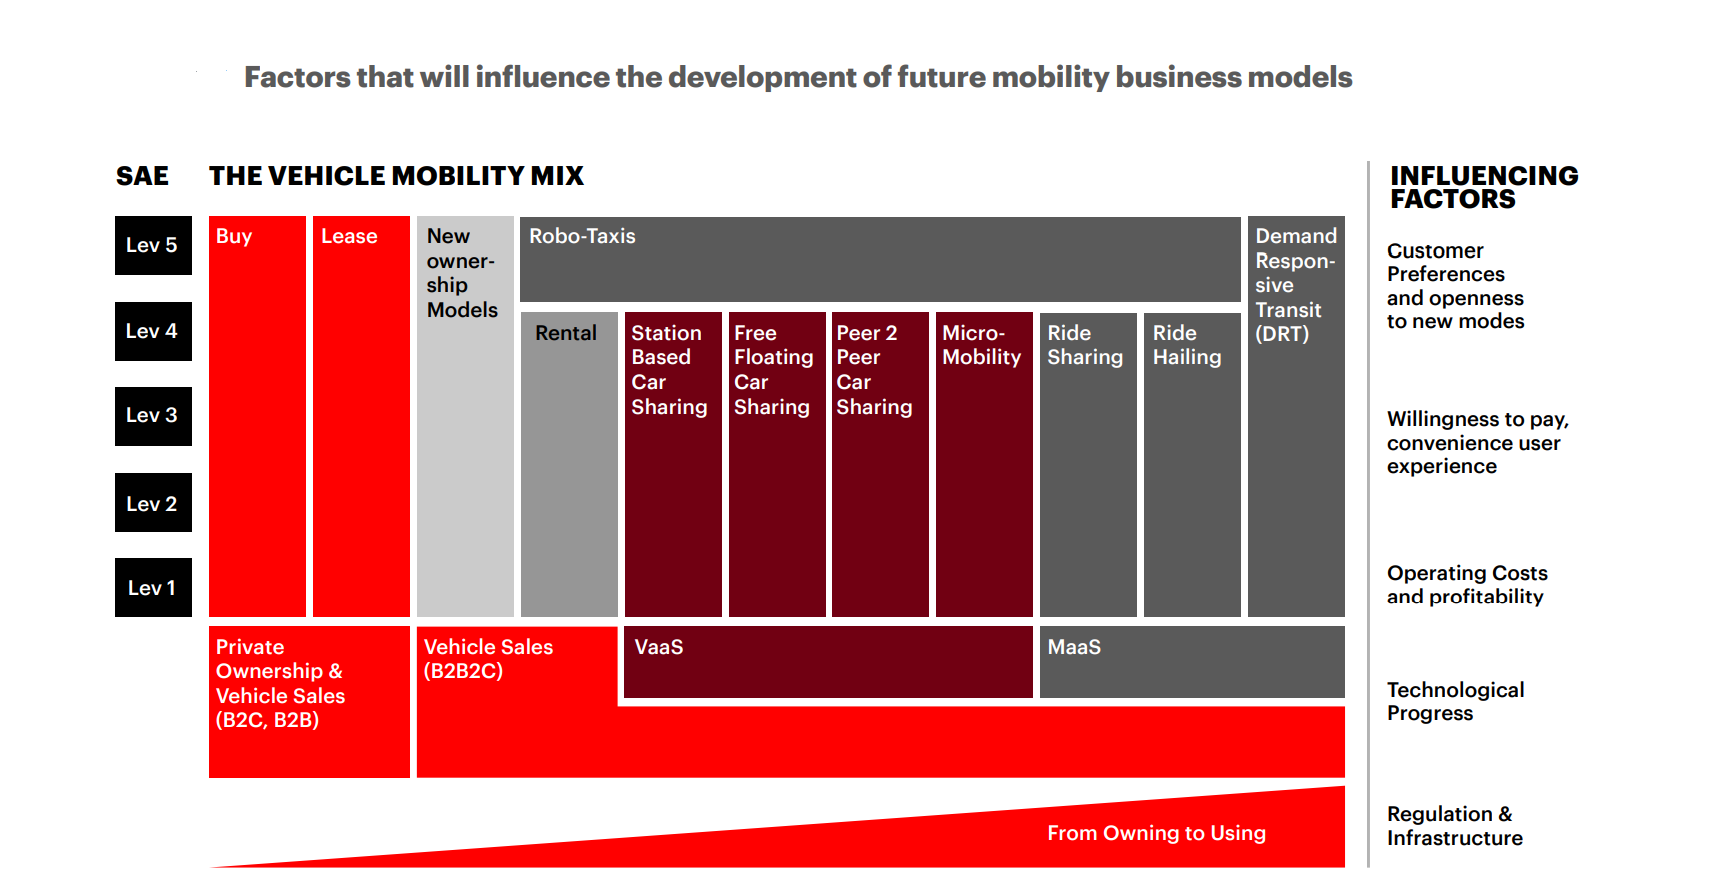 Factors that will influence the development of future mobility business models
SAE
THE VEHICLE MOBILITY MIX
INFLUENCING
FACTORS
Lev 5
Lev 4
Lev 3
Lev 2
Lev 1
Buy
Lease
New
owner-
ship
Models
Robo-Taxis
Rental
Station
Based
Car
Sharing
Free
Floating
Car
Sharing
Peer 2
Peer
Car
Sharing
Micro-
Mobility
Ride
Sharing
Ride
Hailing
Demand
Respon-
sive
Transit
(DRT)
Private
Ownership &
Vehicle Sales
(B2C, B2B)
Vehicle Sales
(B2B2C)
VaaS
MaaS
From Owning to Using
Customer
Preferences
and openness
to new modes
Willingness to pay,
convenience user
experience
Operating Costs
and profitability
Technological
Progress
Regulation &
Infrastructure